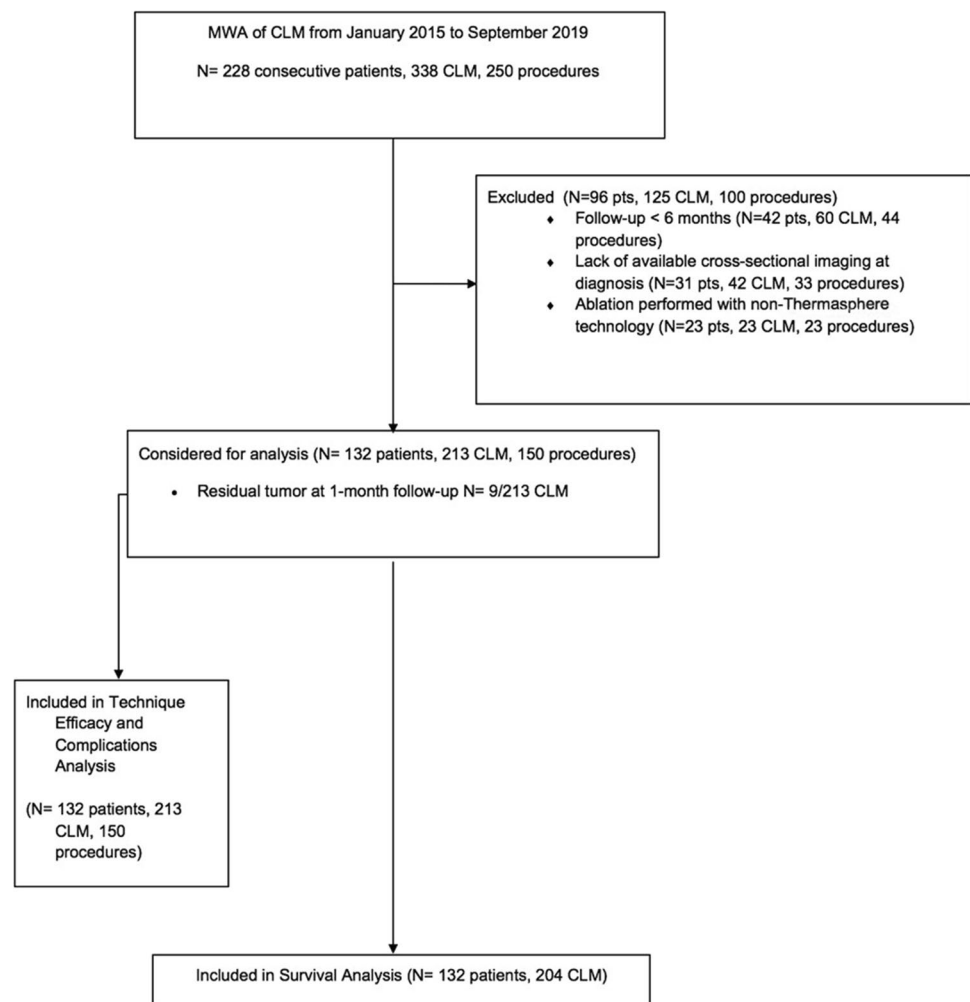 MWA of CLM from January 2015 to September 2019
N= 228 consecutive patients, 338 CLM, 250 procedures
Excluded (N=96 pts, 125 CLM, 100 procedures)
♦ Follow-up < 6 months (N=42 pts, 60 CLM, 44
procedures)
♦ Lack of available cross-sectional imaging at
diagnosis (N=31 pts, 42 CLM, 33 procedures)
♦ Ablation performed with non-Thermasphere
technology (N=23 pts, 23 CLM, 23 procedures)
Considered for analysis (N= 132 patients, 213 CLM, 150 procedures)
• Residual tumor at 1-month follow-up N= 9/213 CLM
Included in Technique
Efficacy and
Complications
Analysis
(N= 132 patients, 213
CLM, 150
procedures)
Included in Survival Analysis (N= 132 patients, 204 CLM)